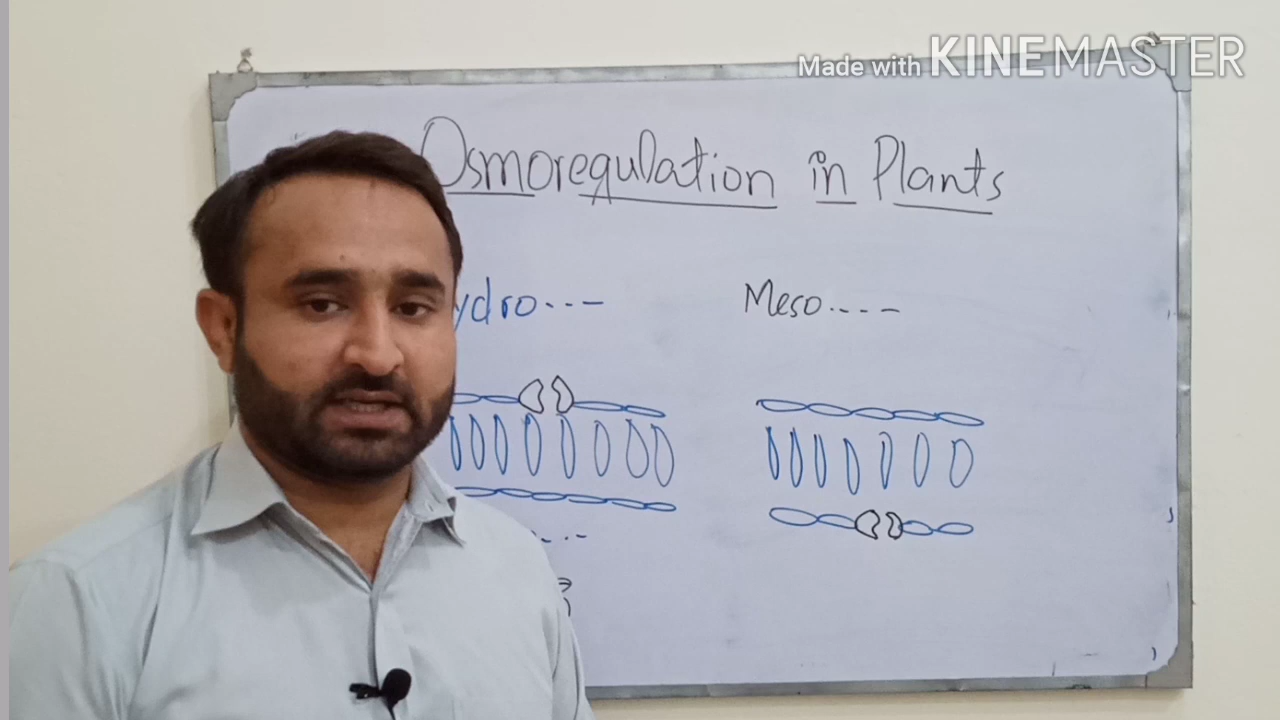 Made with KINEMASTER
Osmoregulation in Plants
ydro---
Meso----